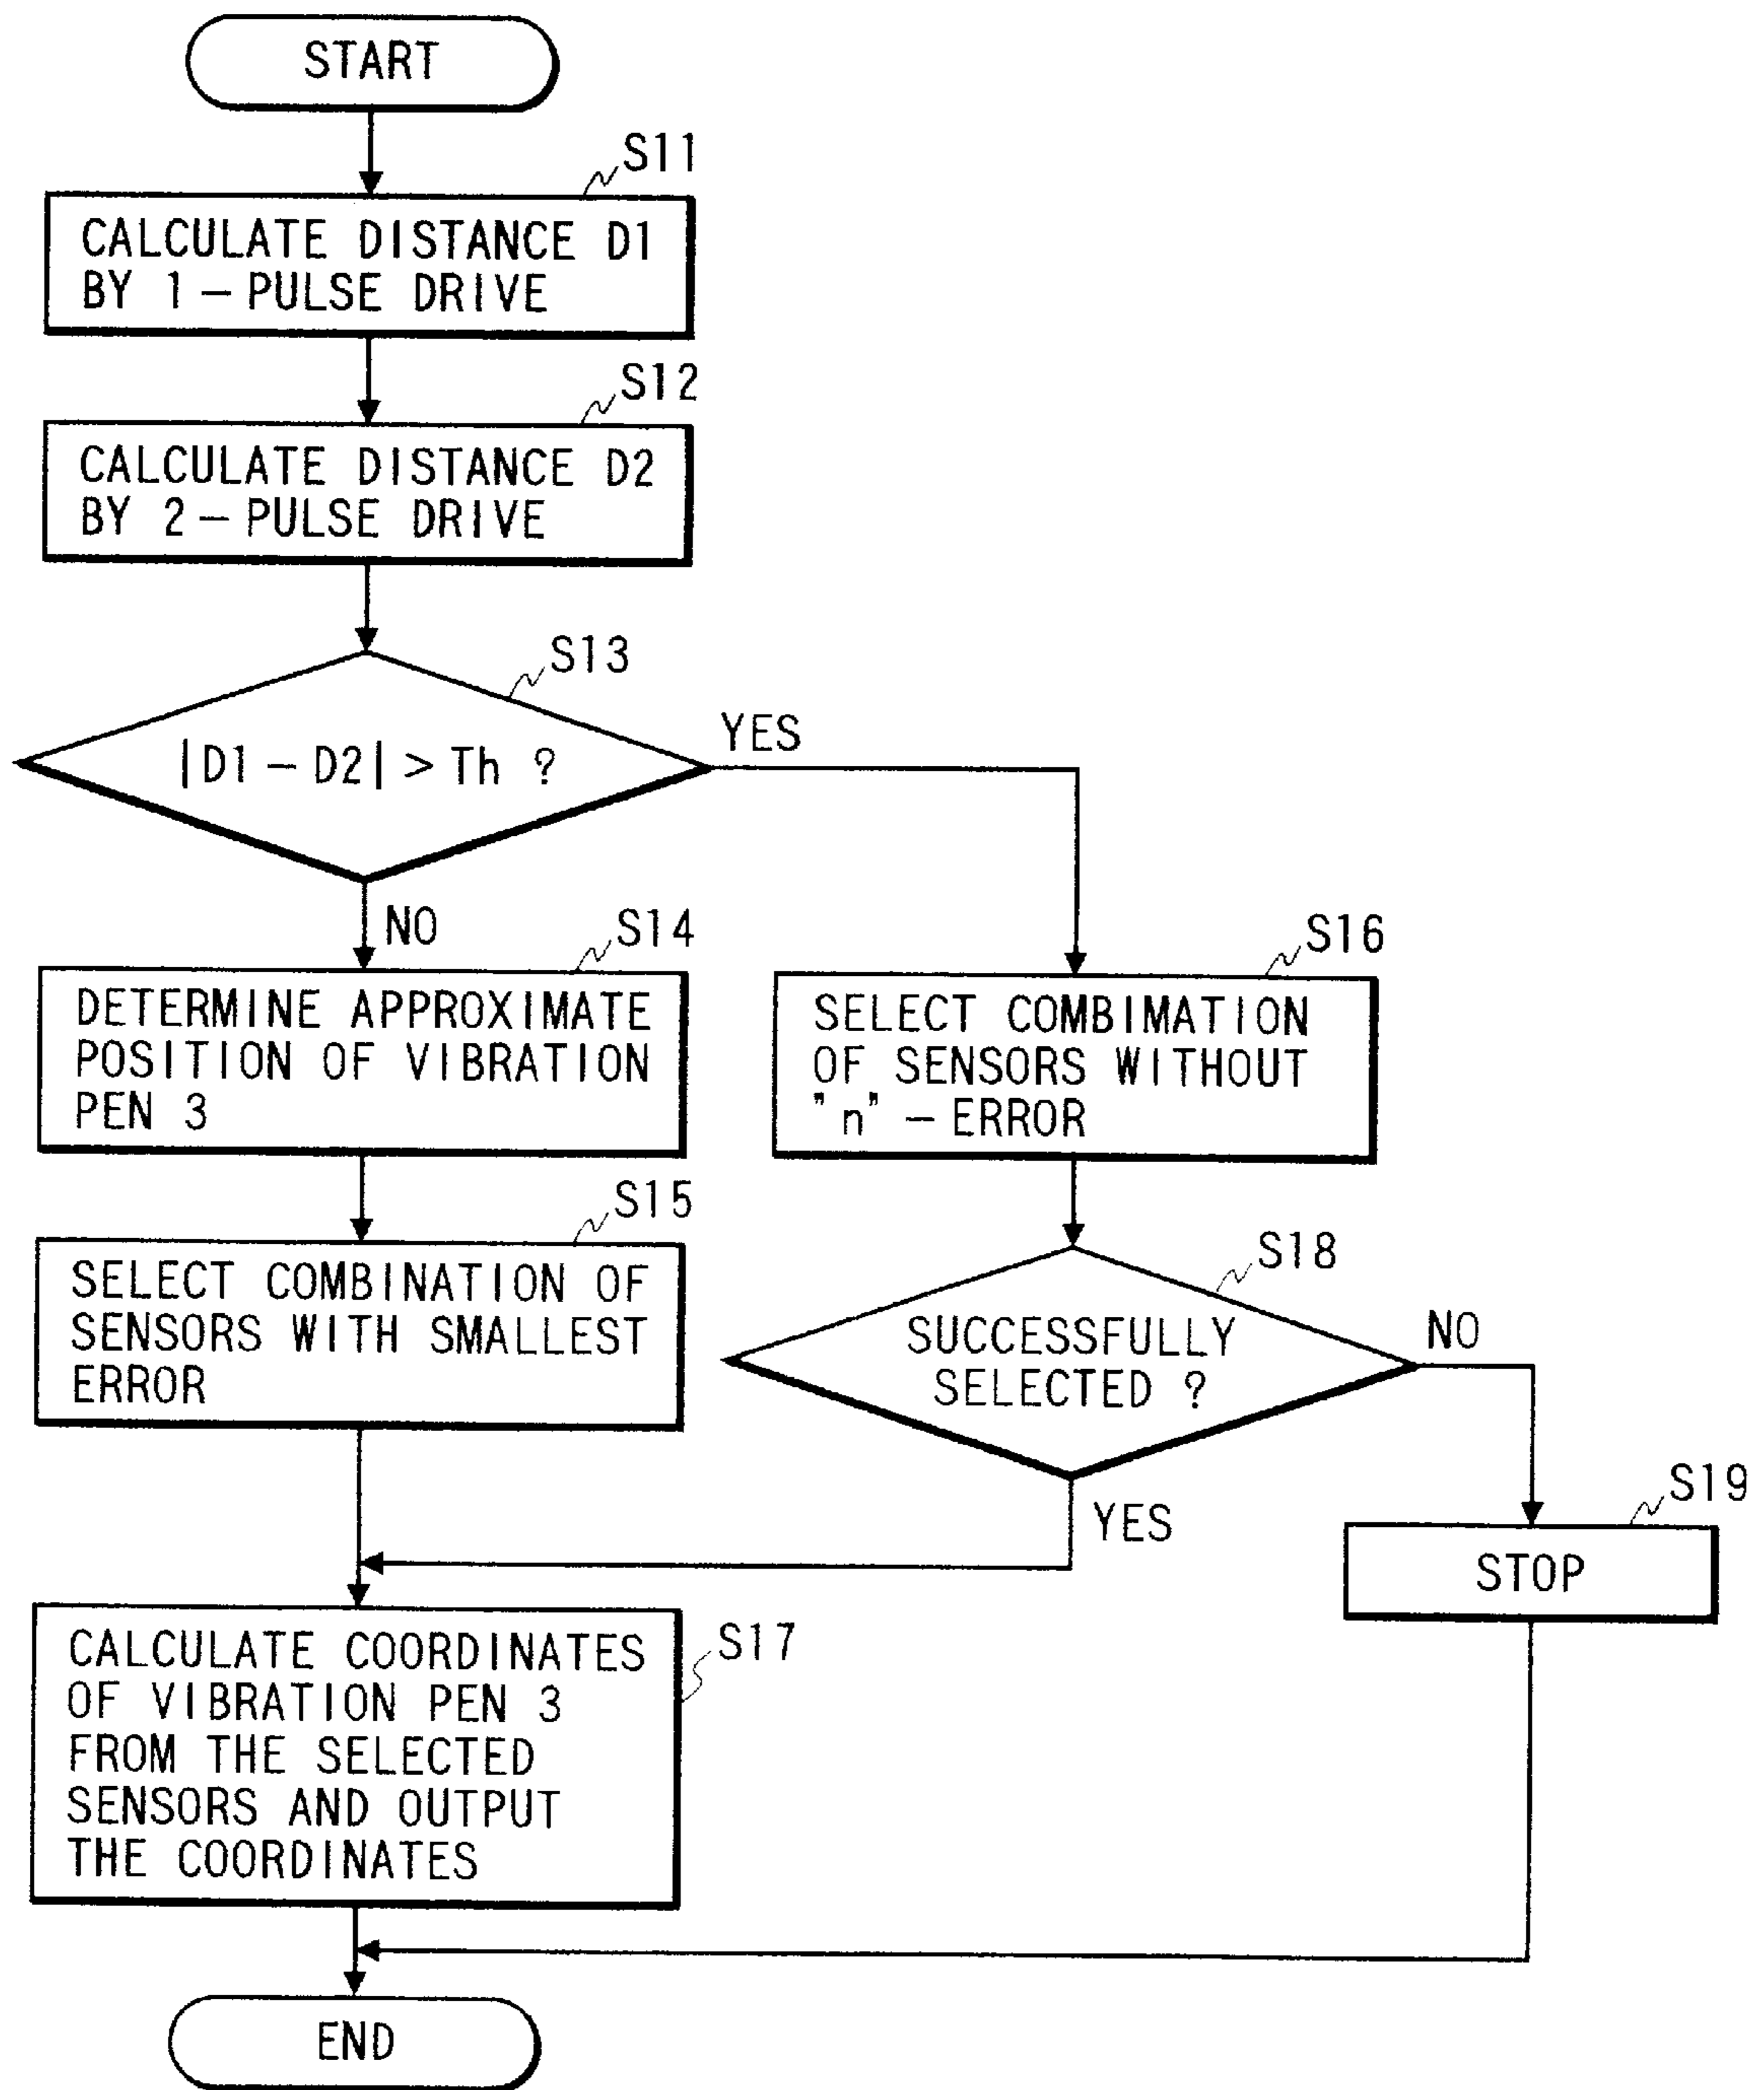 START
S11
CALCULATE DISTANCE D1
BY 1 – PULSE DRIVE
S12
CALCULATE DISTANCE D2
BY 2 – PULSE DRIVE
S13
|D1 – D2| > Th ?
YES
NO
S14
DETERMINE APPROXIMATE
POSITION OF VIBRATION
PEN 3
S16
SELECT COMBIMATION
OF SENSORS WITHOUT
"n" – ERROR
S15
SELECT COMBINATION OF
SENSORS WITH SMALLEST
ERROR
S18
SUCCESSFULLY
SELECTED ?
NO
YES
S19
STOP
S17
CALCULATE COORDINATES
OF VIBRATION PEN 3
FROM THE SELECTED
SENSORS AND OUTPUT
THE COORDINATES
END